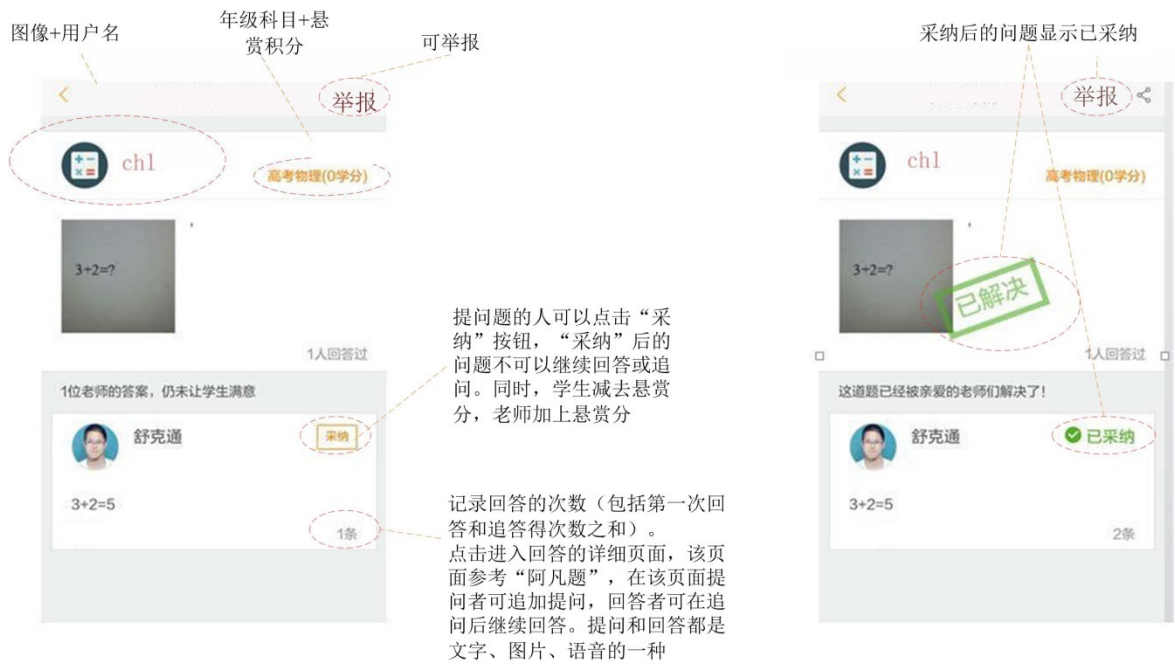 图像+用户名
年级科目+悬
赏积分
可举报
采纳后的问题显示已采纳
举报
chl
高考物理(0学分)
3+2=?
1人回答过
1位老师的答案，仍未让学生满意
舒克通
采纳
3+2=5
1条
提问题的人可以点击“采
纳”按钮，“采纳”后的
问题不可以继续回答或追
问。同时，学生减去悬赏
分，老师加上悬赏分
记录回答的次数（包括第一次回
答和追答得次数之和）。
点击进入回答的详细页面，该页
面参考“阿凡题”，在该页面提
问者可追加提问，回答者可在追
问后继续回答。提问和回答都是
文字、图片、语音的一种
举报
chl
高考物理(0学分)
3+2=?
已解决
1人回答过
这道题已经被亲爱的老师们解决了！
舒克通
已采纳
3+2=5
2条